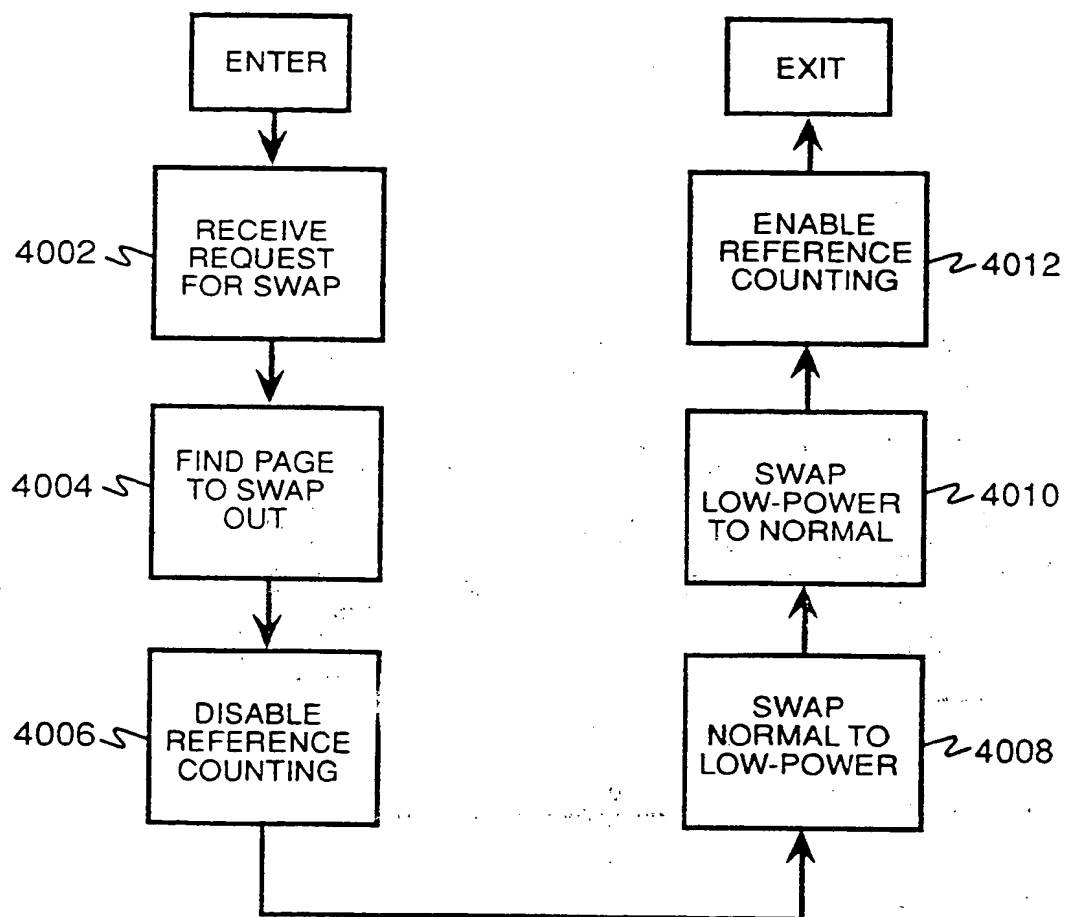 ENTER
4002
RECEIVE
REQUEST
FOR SWAP
4004
FIND PAGE
TO SWAP
OUT
4006
DISABLE
REFERENCE
COUNTING
SWAP
NORMAL TO
LOW-POWER
4008
SWAP
LOW-POWER
TO NORMAL
4010
ENABLE
REFERENCE
COUNTING
4012
EXIT